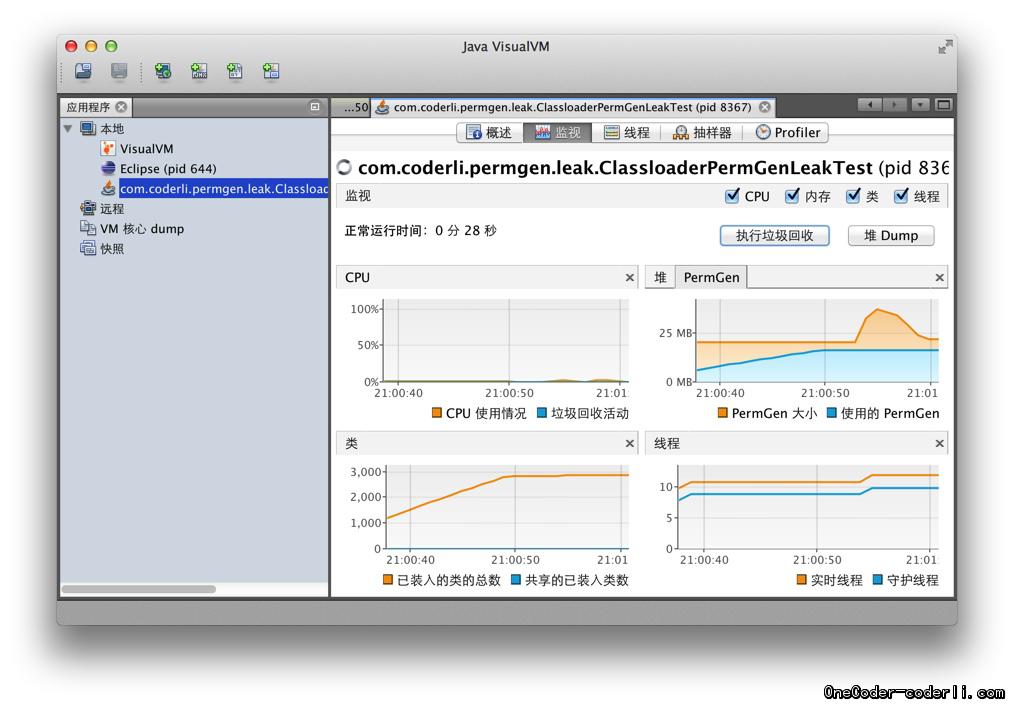 Java VisualVM
应用程序
...50
com.coderli.permgen.leak.ClassloaderPermGenLeakTest (pid 8367)
本地
VisualVM
Eclipse (pid 644)
com.coderli.permgen.leak.Classload
远程
VM 核心 dump
快照
概述 监视 线程 抽样器 Profiler
com.coderli.permgen.leak.ClassloaderPermGenLeakTest (pid 836
监视 CPU 内存 类 线程
正常运行时间: 0 分 28 秒
执行垃圾回收 堆 Dump
CPU
100%
50%
0%
21:00:40 21:00:50 21:01:
CPU 使用情况 垃圾回收活动
堆 PermGen
25 MB
0 MB
21:00:40 21:00:50 21:01
PermGen 大小 使用的 PermGen
类
3,000
2,000
1,000
0
21:00:40 21:00:50 21:01
已装入的类的总数 共享的已装入类数
线程
10
5
0
21:00:40 21:00:50 21:01:
实时线程 守护线程
OneCoder-coderli.com